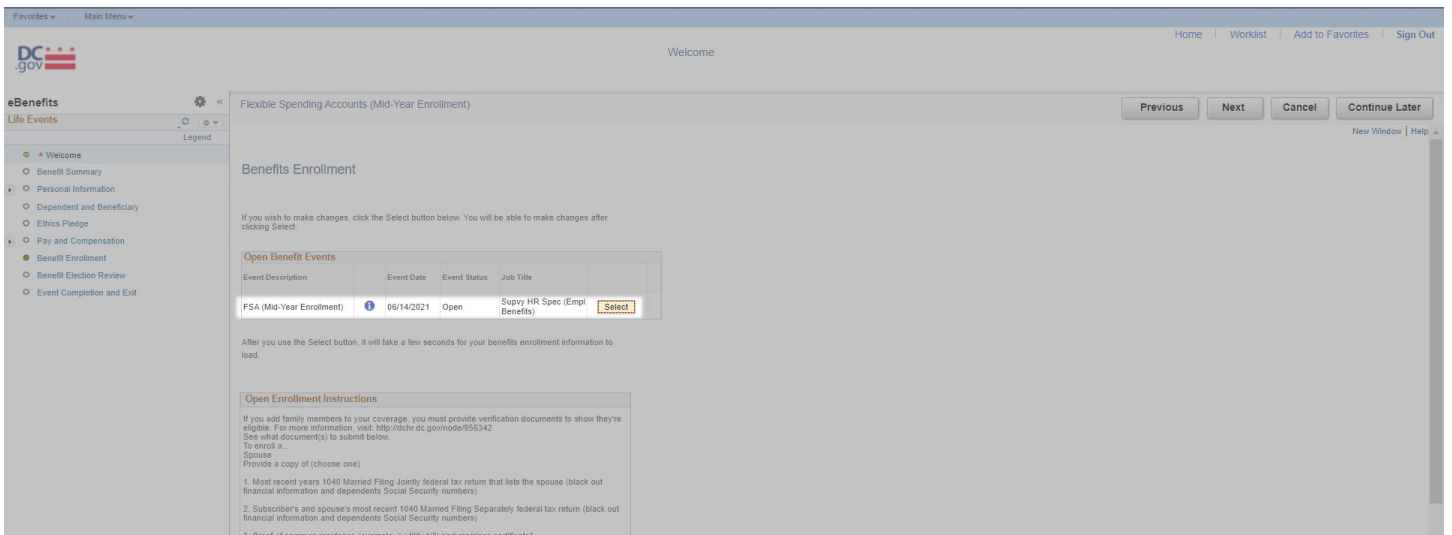 Favorites Main Menu
Home Worklist Add to Favorites Sign Out
DC
.gov
Welcome
eBenefits
Life Events
Legend
* Welcome
Benefit Summary
Personal Information
Dependent and Beneficiary
Ethics Pledge
Pay and Compensation
Benefit Enrollment
Benefit Election Review
Event Completion and Exit
Flexible Spending Accounts (Mid-Year Enrollment)
Previous Next Cancel Continue Later
New Window | Help
Benefits Enrollment
If you wish to make changes, click the Select button below. You will be able to make changes after
clicking Select.
Open Benefit Events
Event Description Event Date Event Status Job Title
FSA (Mid-Year Enrollment) 06/14/2021 Open Supvy HR Spec (Empl
Benefits) Select
After you use the Select button, it will take a few seconds for your benefits enrollment information to
load.
Open Enrollment Instructions
If you add family members to your coverage, you must provide verification documents to show they're
eligible. For more information, visit: http://dchr.dc.gov/node/956342
See what document(s) to submit below.
To enroll a...
Spouse
Provide a copy of (choose one)
1. Most recent years 1040 Married Filing Jointly federal tax return that lists the spouse (black out
financial information and dependents Social Security numbers)
2. Subscriber's and spouse's most recent 1040 Married Filing Separately federal tax return (black out
financial information and dependents Social Security numbers)